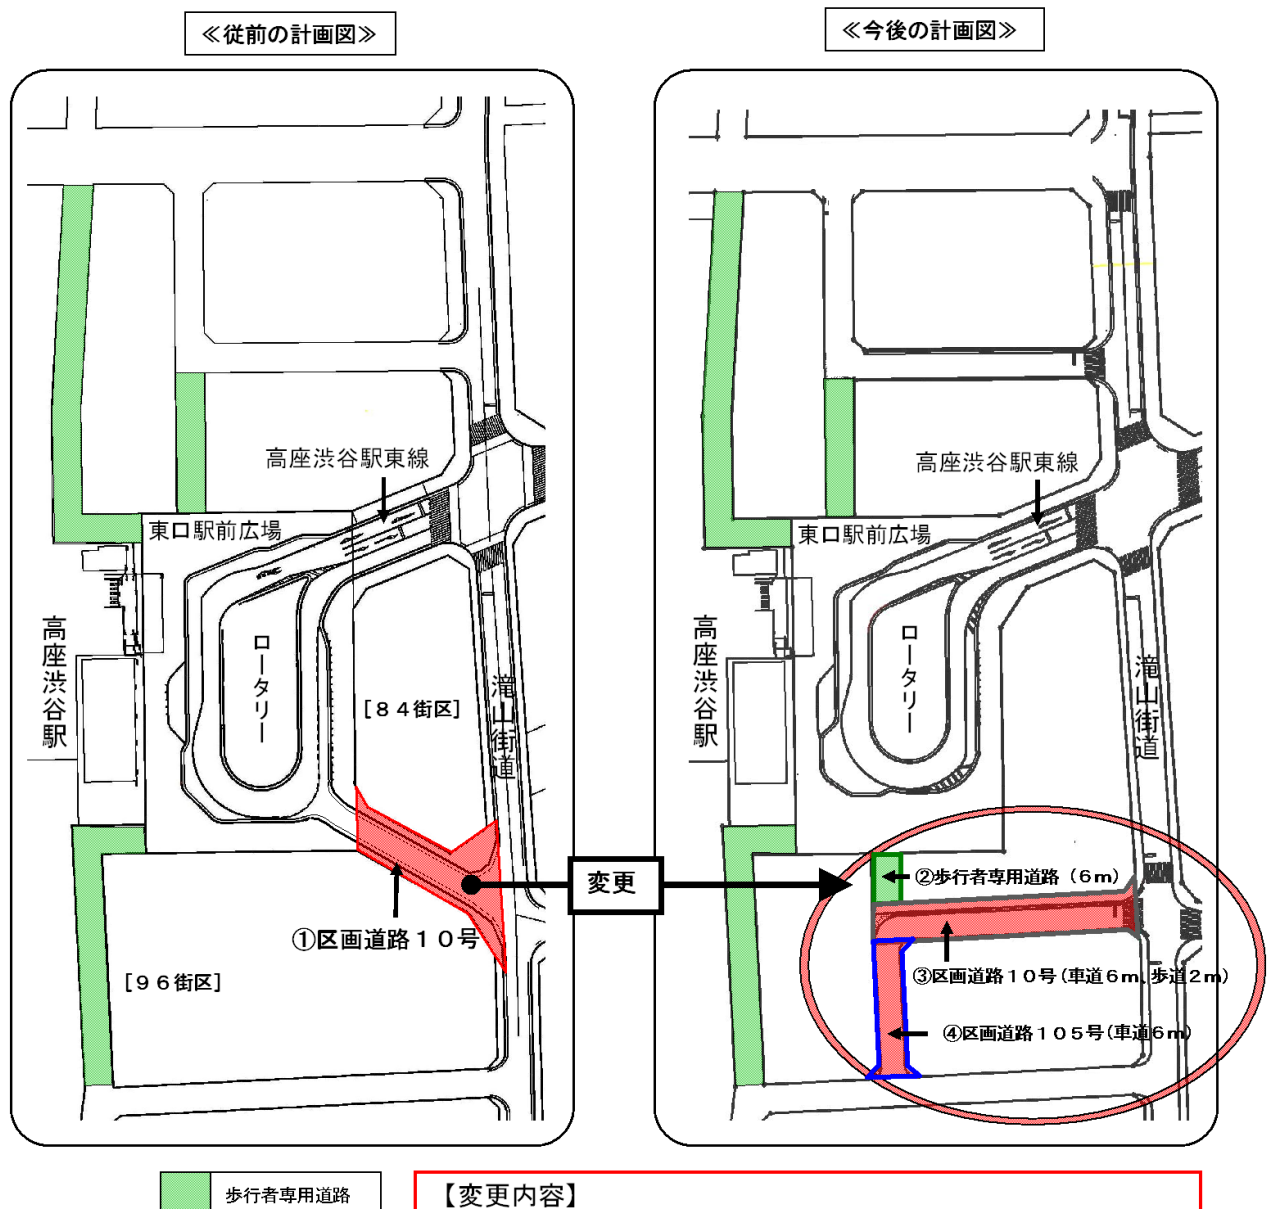 ≪従前の計画図≫
≪今後の計画図≫
高座渋谷駅東線
東口駅前広場
高座渋谷駅
ロータリー
[84街区]
滝山街道
①区画道路10号
[96街区]
変更
高座渋谷駅東線
東口駅前広場
高座渋谷駅
ロータリー
滝山街道
②歩行者専用道路（6m）
③区画道路10号(車道6m、歩道2m)
④区画道路105号(車道6m)
歩行者専用道路
【変更内容】